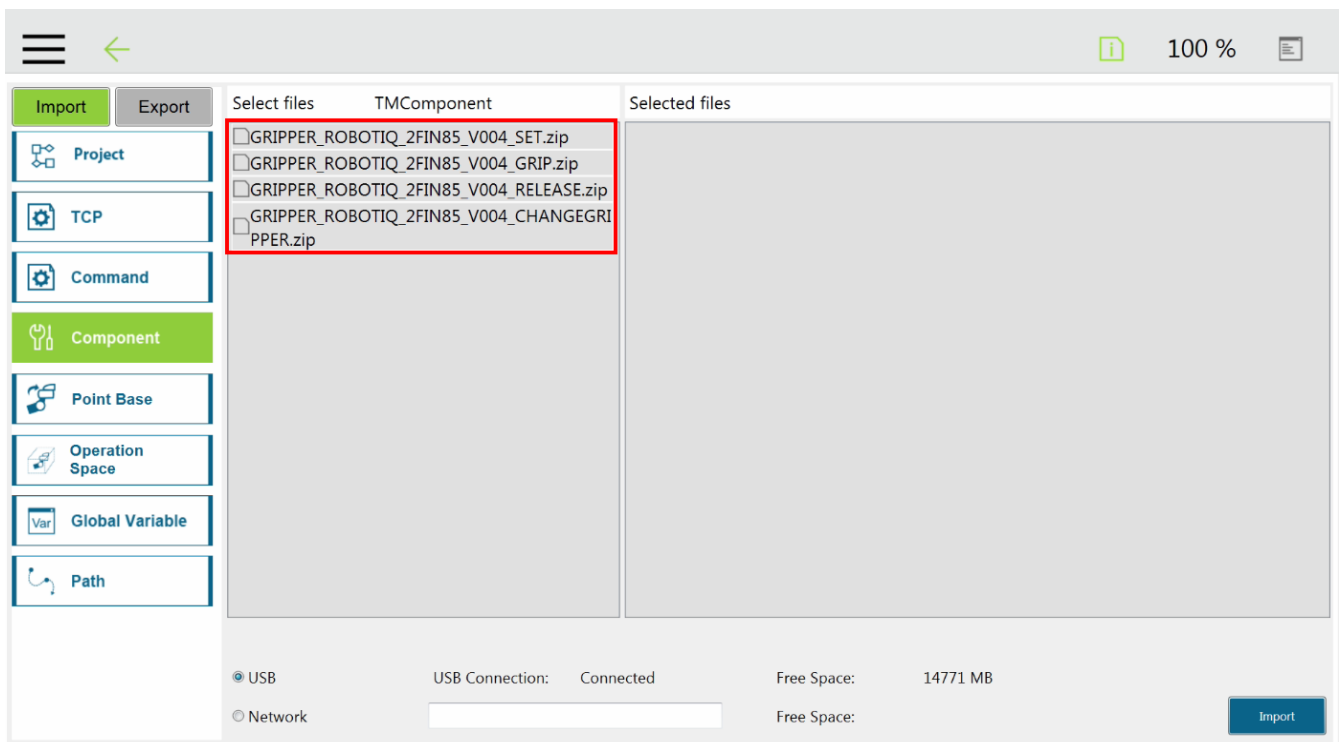 100 %
Import Export
Select files TMComponent
Selected files
GRIPPER_ROBOTIQ_2FIN85_V004_SET.zip
GRIPPER_ROBOTIQ_2FIN85_V004_GRIP.zip
GRIPPER_ROBOTIQ_2FIN85_V004_RELEASE.zip
GRIPPER_ROBOTIQ_2FIN85_V004_CHANGEGRI
PPER.zip
Project
TCP
Command
Component
Point Base
Operation
Space
Var Global Variable
Path
USB USB Connection: Connected Free Space: 14771 MB
Network Free Space:
Import